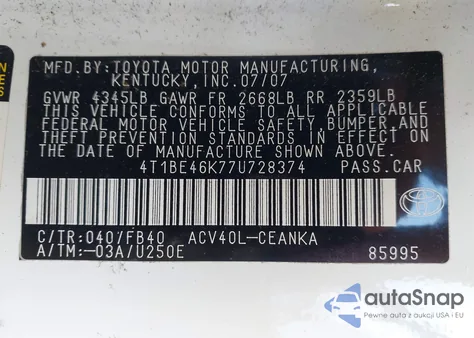 MFD.BY:TOYOTA MOTOR MANUFACTURING,
KENTUCKY, INC.07/07
GVWR 4345LB GAWR FR 2668LB RR 2359LB
THIS VEHICLE CONFORMS TO ALL APPLICABLE
FEDERAL MOTOR VEHICLE SAFETY, BUMPER, AND
THEFT PREVENTION STANDARDS IN EFFECT ON
THE DATE OF MANUFACTURE SHOWN ABOVE.
4T1BE46K77U728374 PASS.CAR
C/TR:040/FB40 ACV40L-CEANKA
A/TM:-03A/U250E 85995
autoSnap
Pewne auta z aukcji USA i EU